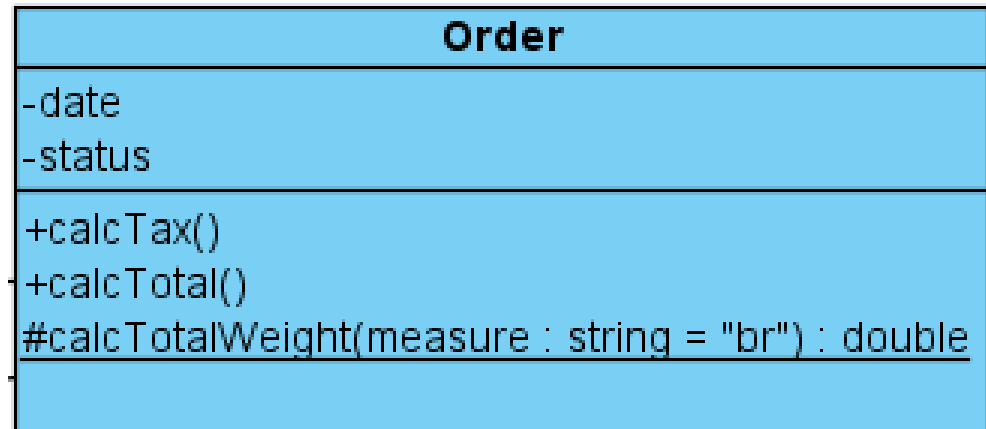 Order
-date
-status
+calcTax()
+calcTotal()
#calcTotalWeight(measure : string = "br") : double